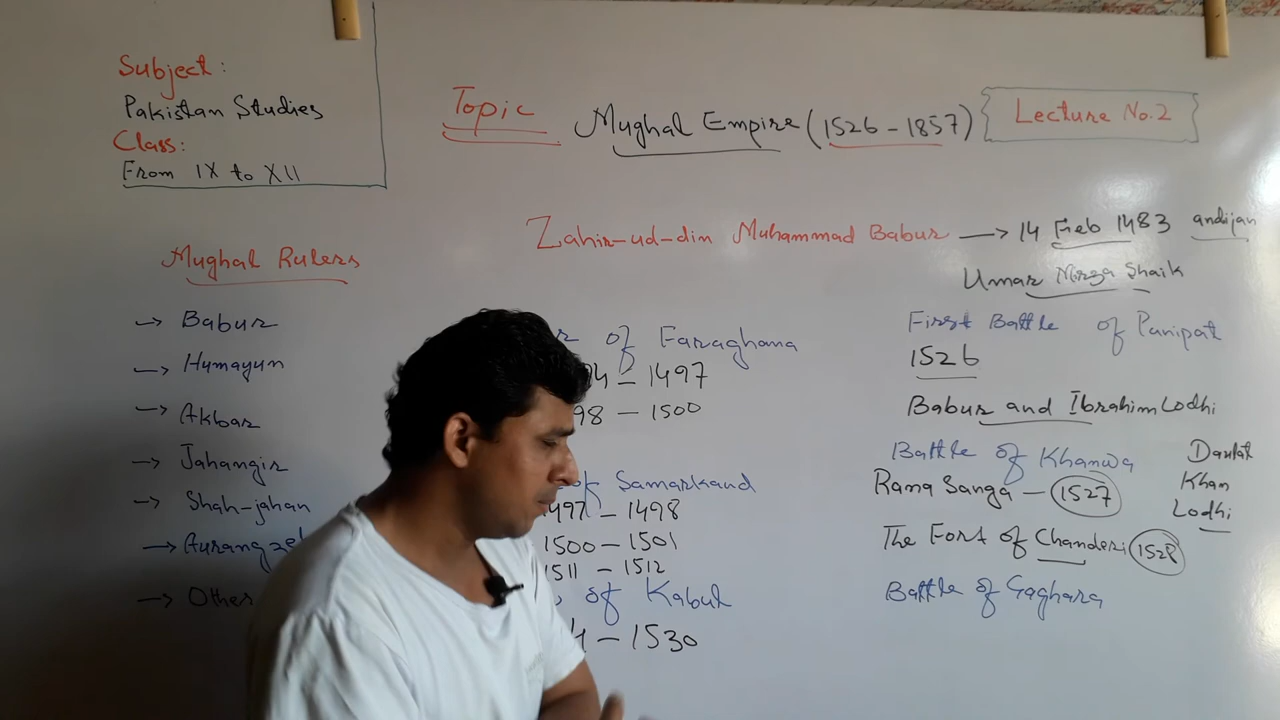 Subject:
Pakistan Studies
Class:
From IX to XII
Topic
Mughal Empire (1526 - 1857)
Lecture No.2
Zahir-ud-din Muhammad Babur → 14 Feb 1483 andijan
Umar Mirza Shaik
Mughal Rulers
→ Babur
→ Humayun
→ Akbar
→ Jahangir
→ Shah-jahan
→ Aurangzeb
→ Other
of Faraghana
94 - 1497
98 - 1500
of Samarkand
1497 - 1498
1500 - 1501
1511 - 1512
of Kabul
4 - 1530
First Battle of Panipat
1526
Babur and Ibrahim Lodhi
Battle of Khanwa
Rana Sanga - 1527
The Fort of Chanderi 1528
Battle of Gaghara
Daulat
Khan
Lodhi